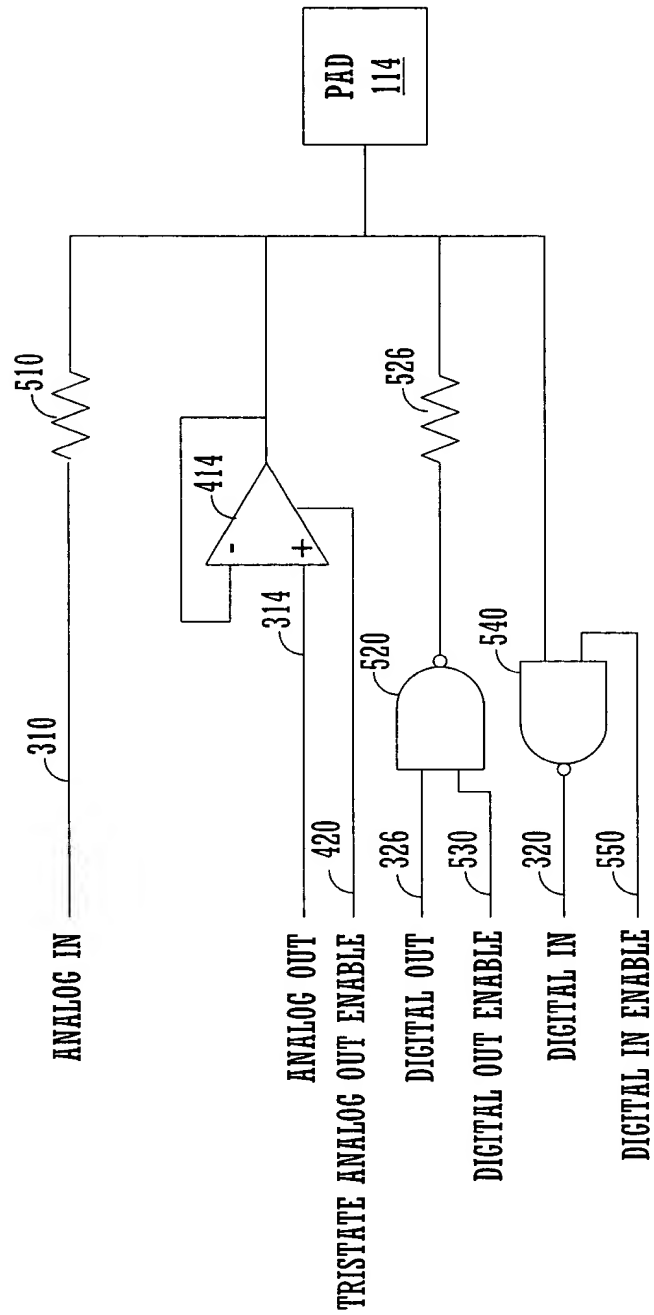 PAD
114
510
310
ANALOG IN
414
-
+
314
ANALOG OUT
420
TRISTATE ANALOG OUT ENABLE
520
526
326
DIGITAL OUT
530
DIGITAL OUT ENABLE
540
320
DIGITAL IN
550
DIGITAL IN ENABLE